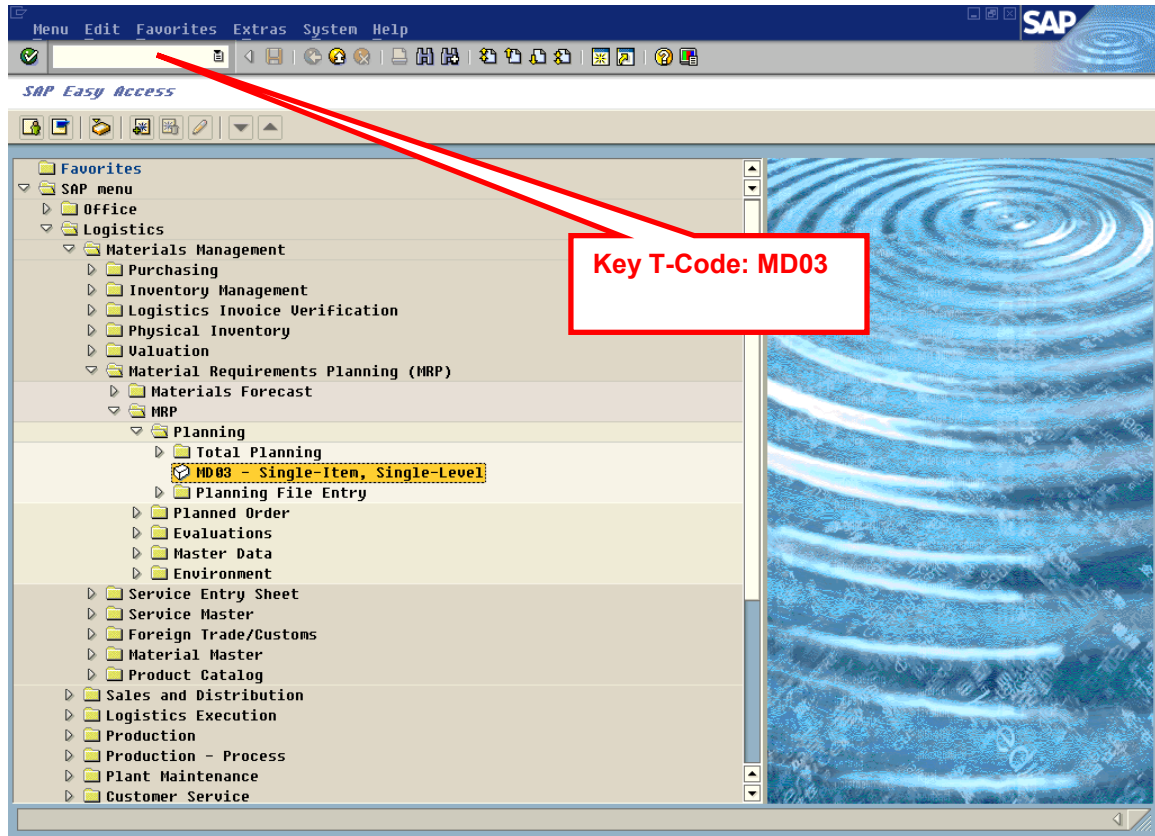 Menu Edit Favorites Extras System Help
SAP
SAP Easy Access
Favorites
SAP menu
Office
Logistics
Materials Management
Purchasing
Inventory Management
Logistics Invoice Verification
Physical Inventory
Valuation
Material Requirements Planning (MRP)
Materials Forecast
MRP
Planning
Total Planning
MD03 - Single-Item, Single-Level
Planning File Entry
Planned Order
Evaluations
Master Data
Environment
Service Entry Sheet
Service Master
Foreign Trade/Customs
Material Master
Product Catalog
Sales and Distribution
Logistics Execution
Production
Production - Process
Plant Maintenance
Customer Service
Key T-Code: MD03